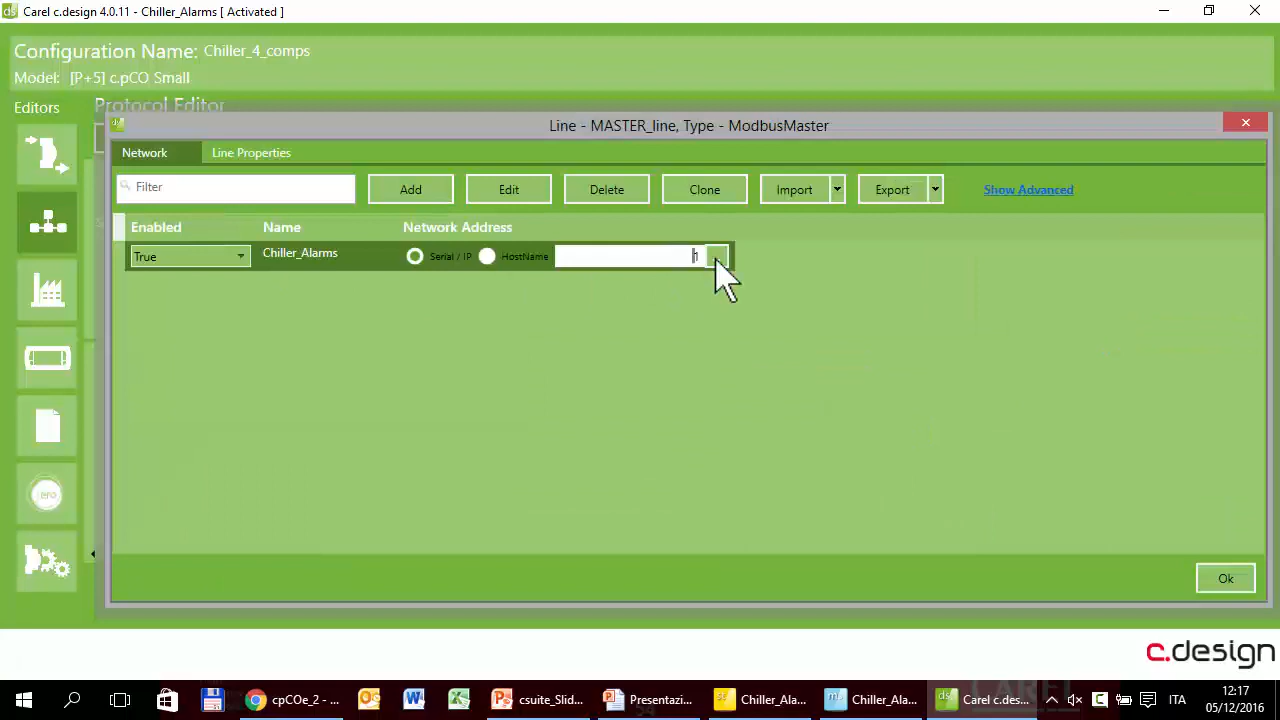 Carel c.design 4.0.11 - Chiller_Alarms [ Activated ]
Configuration Name: Chiller_4_comps
Model: [P+5] c.pCO Small
Editors
Protocol Editor
Line - MASTER_line, Type - ModbusMaster
Network
Line Properties
Filter
Add
Edit
Delete
Clone
Import
Export
Show Advanced
Enabled
Name
Network Address
True
Chiller_Alarms
Serial / IP
HostName
1
Ok
c.design
cpCOe_2 - ...
csuite_Slid...
Presentazi...
Chiller_Ala...
Chiller_Ala...
Carel c.des...
ITA
12:17
05/12/2016